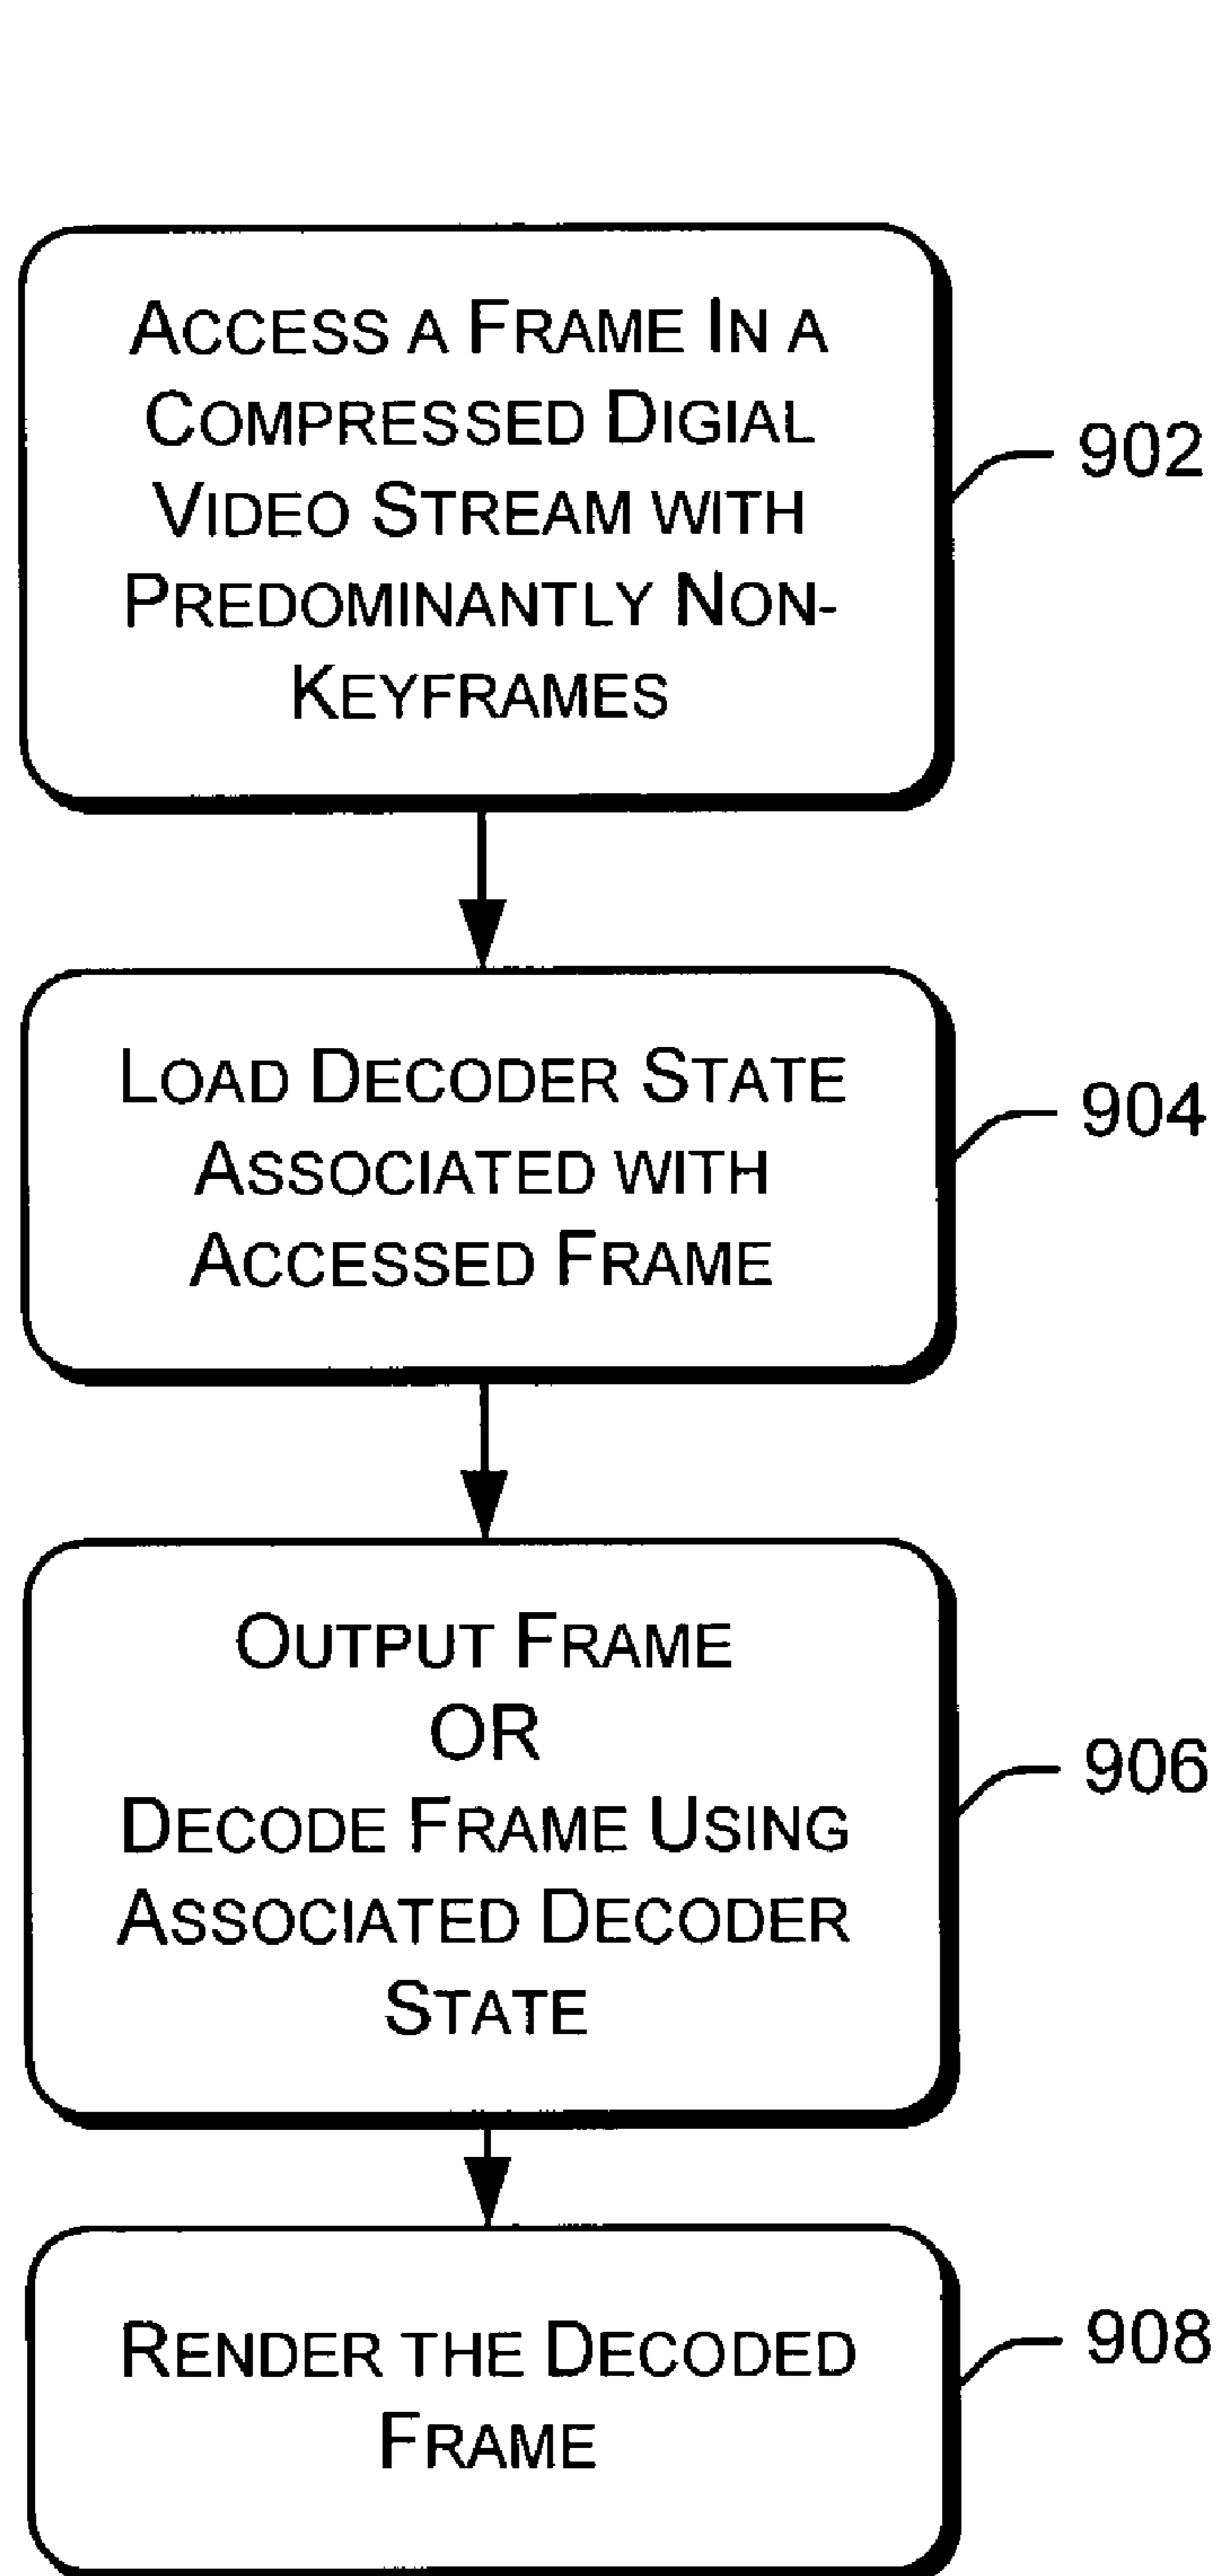 ACCESS A FRAME IN A
COMPRESSED DIGIAL
VIDEO STREAM WITH
PREDOMINANTLY NON-
KEYFRAMES
902
LOAD DECODER STATE
ASSOCIATED WITH
ACCESSED FRAME
904
OUTPUT FRAME
OR
DECODE FRAME USING
ASSOCIATED DECODER
STATE
906
RENDER THE DECODED
FRAME
908